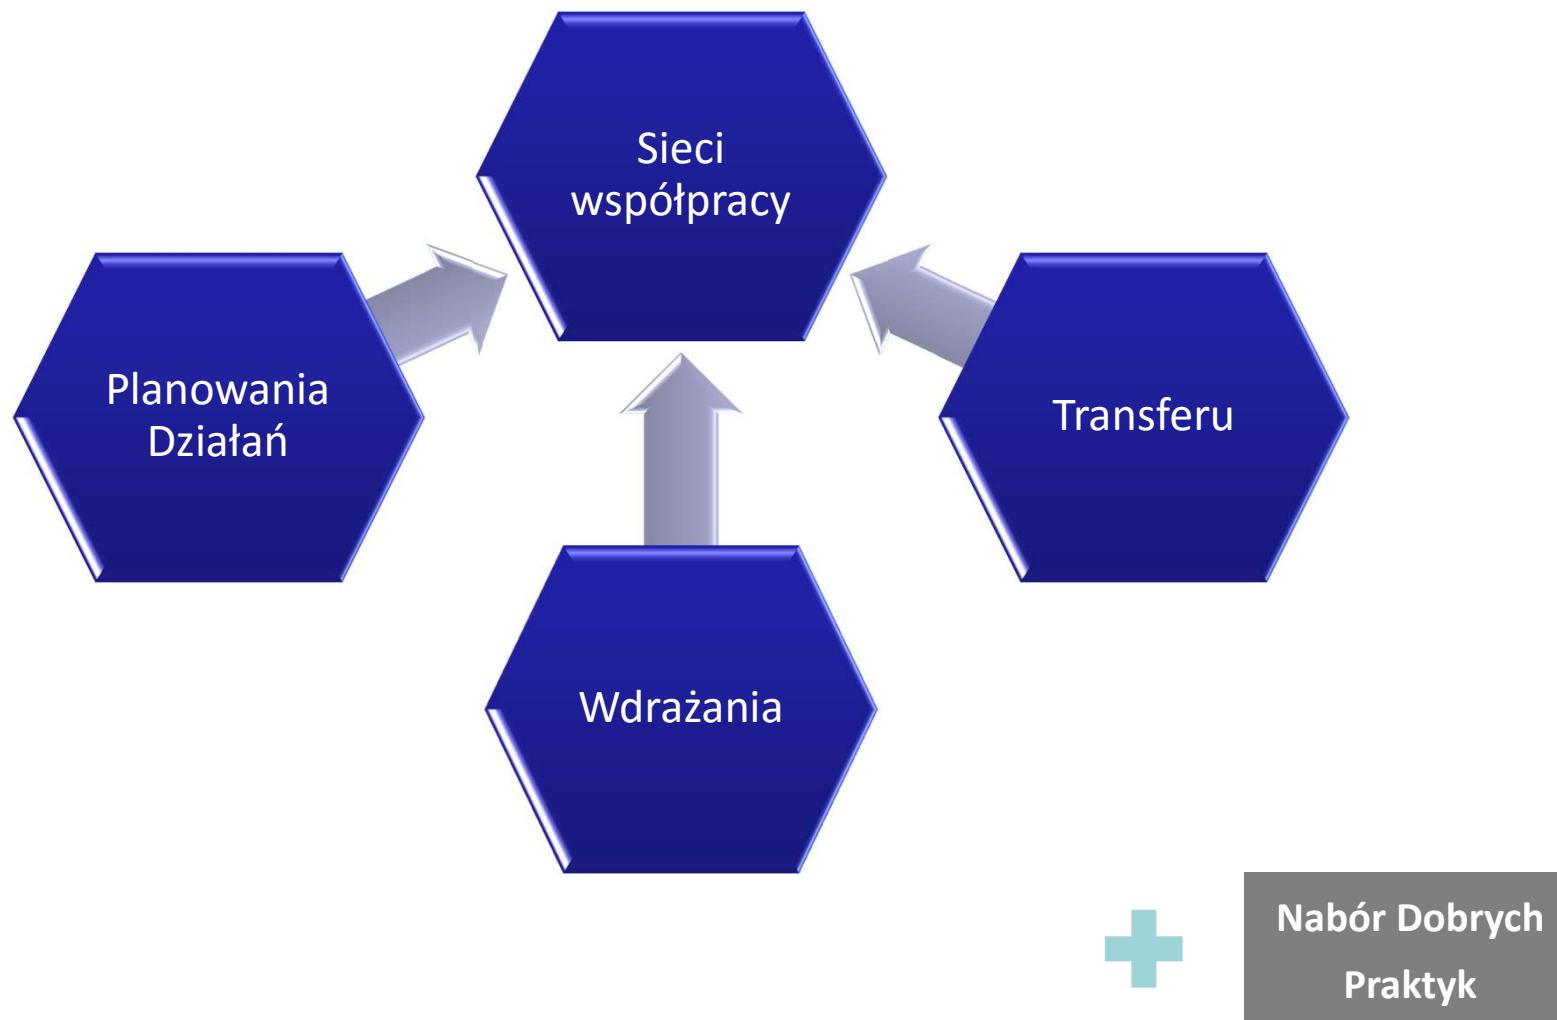 Sieci
współpracy
Planowania
Działań
Transferu
Wdrażania
Nabór Dobrych
Praktyk